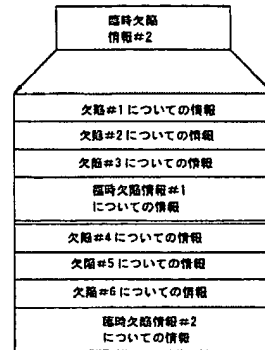 臨時欠陥
情報#2
欠陥#1についての情報
欠陥#2についての情報
欠陥#3についての情報
臨時欠陥情報#1
についての情報
欠陥#4についての情報
欠陥#5についての情報
欠陥#6についての情報
臨時欠陥情報#2
についての情報